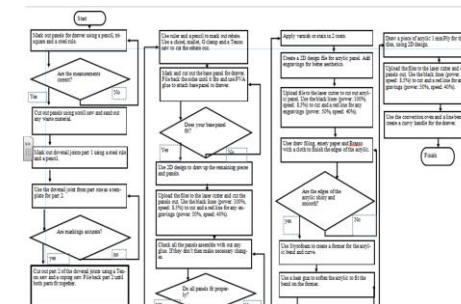 Start
Mark out panels for drawer using a pencil, tri-
square and a steel rule.
Are the measurements
correct?
Yes
No
Cut out panels using scroll saw and sand out
any waste material.
Mark out dovetail joints part 1 using a steel rule
and a pencil.
Use the dovetail joint from part one as a tem-
plate for part 2.
Are markings accurate?
yes
no
Cut out part 2 of the dovetail joints using a Ten-
on saw and a coping saw. File back part 2 until
both parts fit together.
Use ruler and a pencil to mark out rebate.
Use a chisel, mallet, G clamp and a Tenon
saw to cut the rebate out.
Mark and cut out the base panel for drawer.
File back the sides until it fits and use PVA
glue to attach base panel to drawer.
Does your base panel
fit?
Yes
No
Use 2D design to draw up the remaining piece
and panels.
Upload the files to the laser cutter and cut the
panels out. Use the black lines (power: 100%,
speed: 8.5%) to cut and a red line for any en-
gravings (power: 50%, speed: 40%).
Check all the panels assemble with out any
glue. If they don't then make necessary chang-
es.
Do all panels fit proper-
ly?
Apply varnish or stain in 2 coats.
Create a 2D design file for acrylic panel. Add
engravings for better aesthetics.
Upload file to the laser cutter to cut out acryl-
ic panel. Use the black lines (power: 100%,
speed: 8.5%) to cut and a red line for any
engravings (power: 50%, speed: 40%).
Use draw filing, emery paper and
with a cloth to finish the edges of the acrylic.
Are the edges of the
acrylic shiny and
smooth?
yes
No
Use Styrofoam to create a former for the acryl-
ic bend and curve.
Use a heat gun to soften the acrylic to fit the
bend on the former.
Draw a piece of acrylic 1 mm Ply for th
dles, using 2D design.
Upload the files to the laser cutter and c
panels out. Use the black lines (power:
speed: 8.5%) to cut and a red line for a
gravings (power: 50%, speed: 40%).
Use the convection oven and a line ben
create a curvy handle for the drawer.
Finish